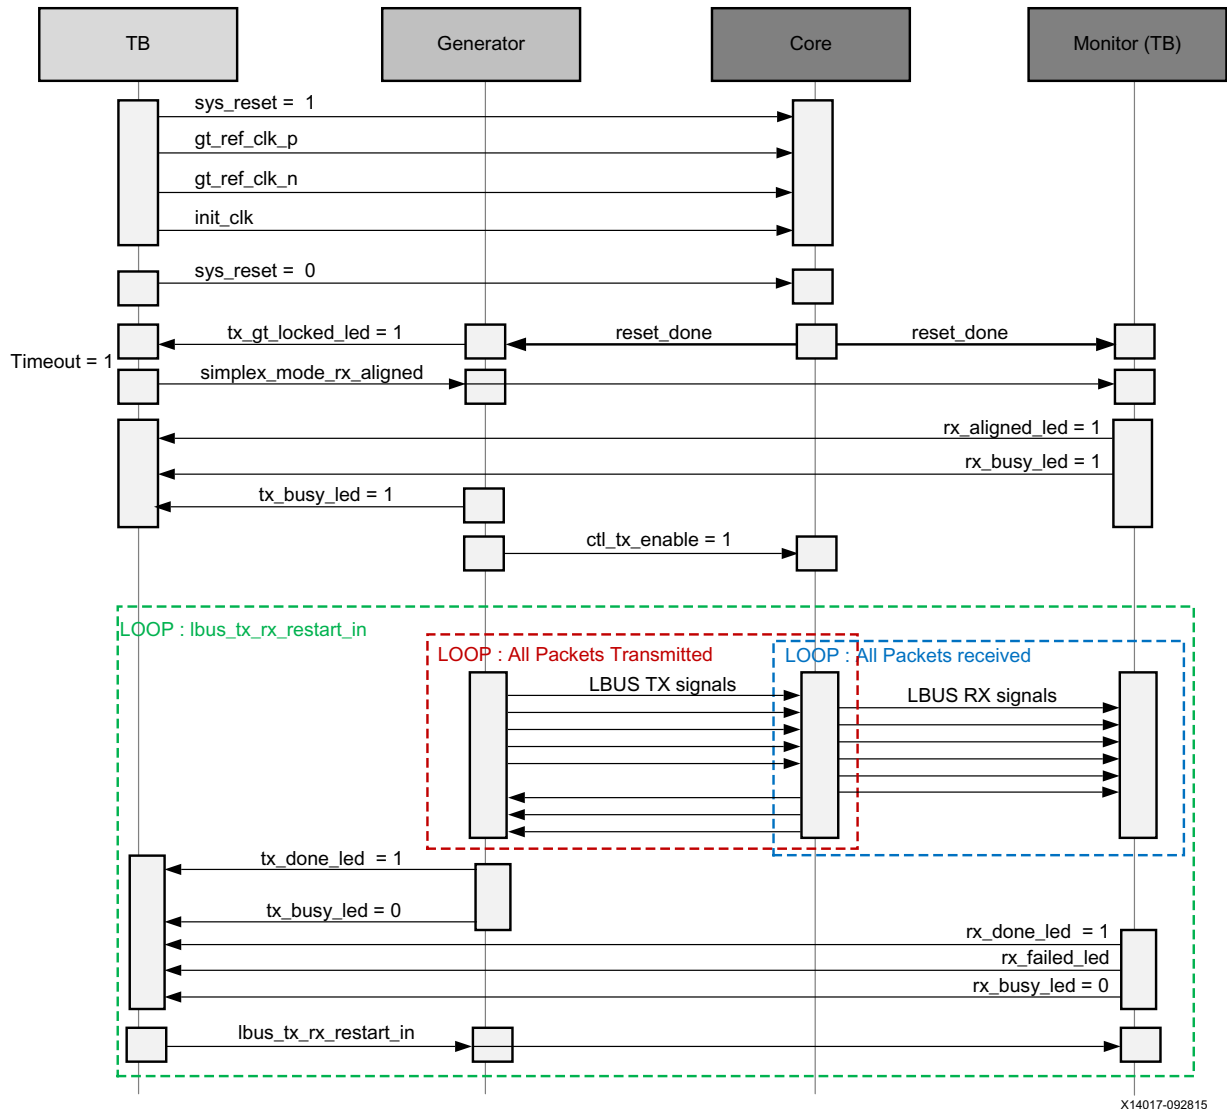 TB
Generator
Core
Monitor (TB)
sys_reset =  1
gt_ref_clk_p
gt_ref_clk_n
init_clk
sys_reset =  0
tx_gt_locked_led = 1
reset_done
reset_done
Timeout = 1
simplex_mode_rx_aligned
rx_aligned_led = 1
rx_busy_led = 1
tx_busy_led = 1
ctl_tx_enable = 1
LOOP : lbus_tx_rx_restart_in
LOOP : All Packets Transmitted
LOOP : All Packets received
LBUS TX signals
LBUS RX signals
tx_done_led  = 1
tx_busy_led = 0
rx_done_led  = 1
rx_failed_led
rx_busy_led = 0
lbus_tx_rx_restart_in
X14017-092815